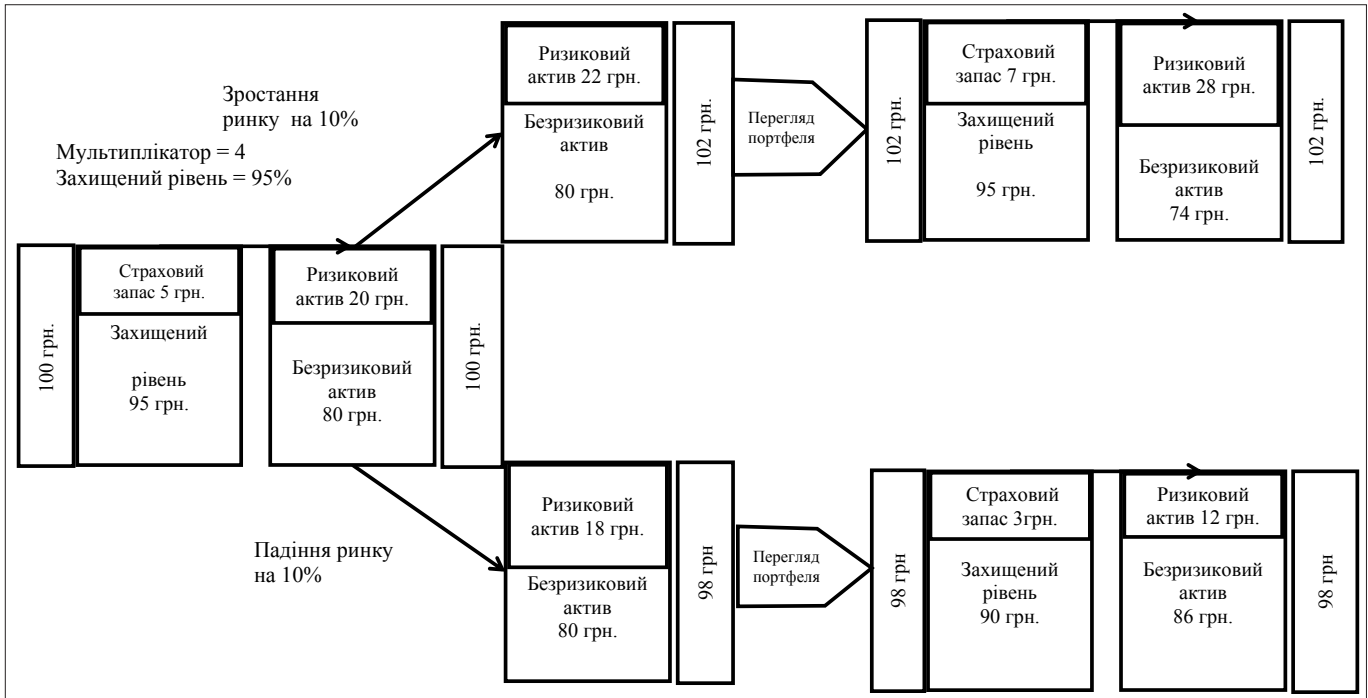 Зростання
ринку на 10%
Мультиплікатор = 4
Захищений рівень = 95%
100 грн.
Страховий
запас 5 грн.
Захищений
рівень
95 грн.
Ризиковий
актив 20 грн.
Безризиковий
актив
80 грн.
100 грн.
Ризиковий
актив 22 грн.
Безризиковий
актив
80 грн.
102 грн.
Перегляд
портфеля
102 грн.
Страховий
запас 7 грн.
Захищений
рівень
95 грн.
Ризиковий
актив 28 грн.
Безризиковий
актив
74 грн.
102 грн.
Падіння ринку
на 10%
Ризиковий
актив 18 грн.
Безризиковий
актив
80 грн.
98 грн
Перегляд
портфеля
98 грн
Страховий
запас 3грн.
Захищений
рівень
90 грн.
Ризиковий
актив 12 грн.
Безризиковий
актив
86 грн.
98 грн